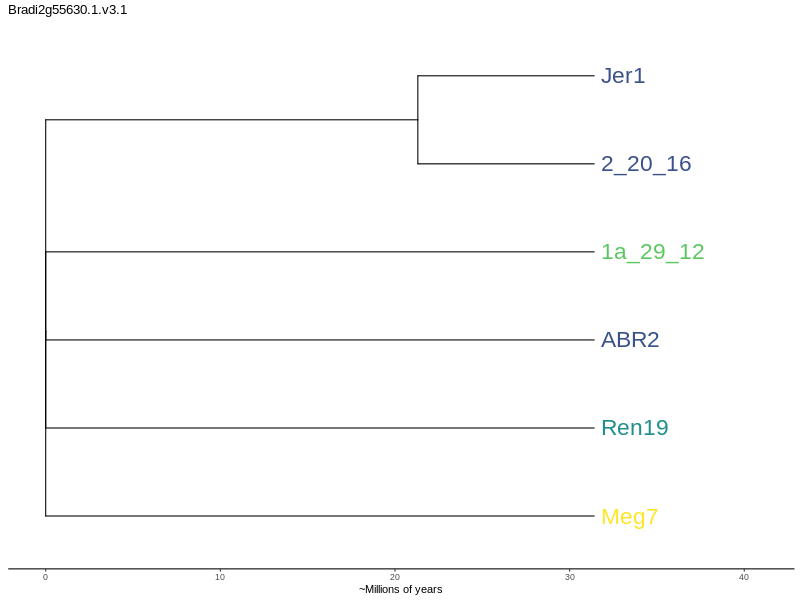 Bradi2g55630.1.v3.1
Jer1
2_20_16
1a_29_12
ABR2
Ren19
Meg7
0 10 20 30 40
~Millions of years